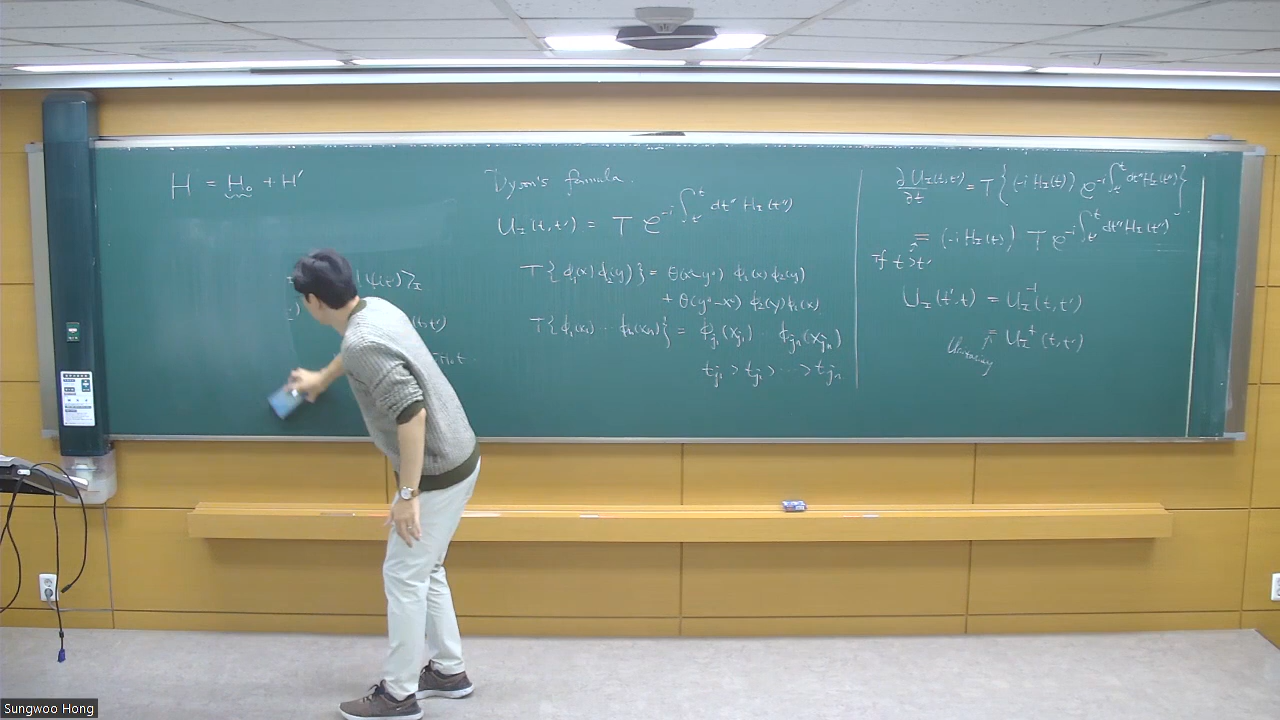 H = H₀ + H'
|ψ(t)⟩_I
(t,t')
Dyson's formula.
U_I(t,t') = T e^{-i ∫_{t'}^{t} dt'' H_I(t'')}
T{ϕ₁(x) ϕ₂(y)} = θ(x⁰-y⁰) ϕ₁(x) ϕ₂(y)
+ θ(y⁰-x⁰) ϕ₂(y) ϕ₁(x)
T{ϕ₁(x₁) ⋯ ϕₙ(xₙ)} = ϕ_{j₁}(x_{j₁}) ⋯ ϕ_{jₙ}(x_{jₙ})
t_{j₁} > t_{j₂} > ⋯ > t_{jₙ}
∂U_I(t,t')/∂t = T{(-i H_I(t)) e^{-i ∫_{t'}^{t} dt'' H_I(t'')}}
= (-i H_I(t)) T e^{-i ∫_{t'}^{t} dt'' H_I(t'')}
If t > t'
U_I(t',t) = U_I^{-1}(t,t')
= U_I^†(t,t')
Unitarity
Sungwoo Hong